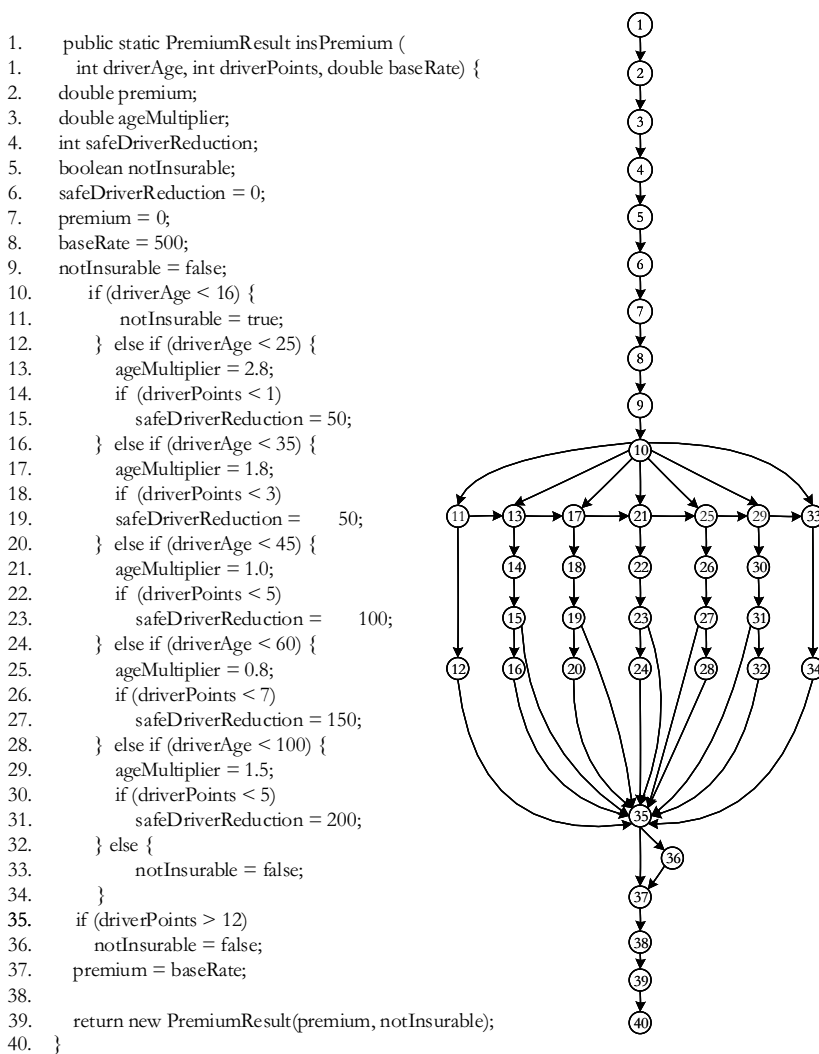 1. public static PremiumResult insPremium (
1. int driverAge, int driverPoints, double baseRate) {
2. double premium;
3. double ageMultiplier;
4. int safeDriverReduction;
5. boolean notInsurable;
6. safeDriverReduction = 0;
7. premium = 0;
8. baseRate = 500;
9. notInsurable = false;
10. if (driverAge < 16) {
11. notInsurable = true;
12. } else if (driverAge < 25) {
13. ageMultiplier = 2.8;
14. if (driverPoints < 1)
15. safeDriverReduction = 50;
16. } else if (driverAge < 35) {
17. ageMultiplier = 1.8;
18. if (driverPoints < 3)
19. safeDriverReduction = 50;
20. } else if (driverAge < 45) {
21. ageMultiplier = 1.0;
22. if (driverPoints < 5)
23. safeDriverReduction = 100;
24. } else if (driverAge < 60) {
25. ageMultiplier = 0.8;
26. if (driverPoints < 7)
27. safeDriverReduction = 150;
28. } else if (driverAge < 100) {
29. ageMultiplier = 1.5;
30. if (driverPoints < 5)
31. safeDriverReduction = 200;
32. } else {
33. notInsurable = false;
34. }
35. if (driverPoints > 12)
36. notInsurable = false;
37. premium = baseRate;
38.
39. return new PremiumResult(premium, notInsurable);
40. }
1
2
3
4
5
6
7
8
9
10
11 13 17 21 25 29 33
14 18 22 26 30
15 19 23 27 31
12 16 20 24 28 32 34
35
36
37
38
39
40